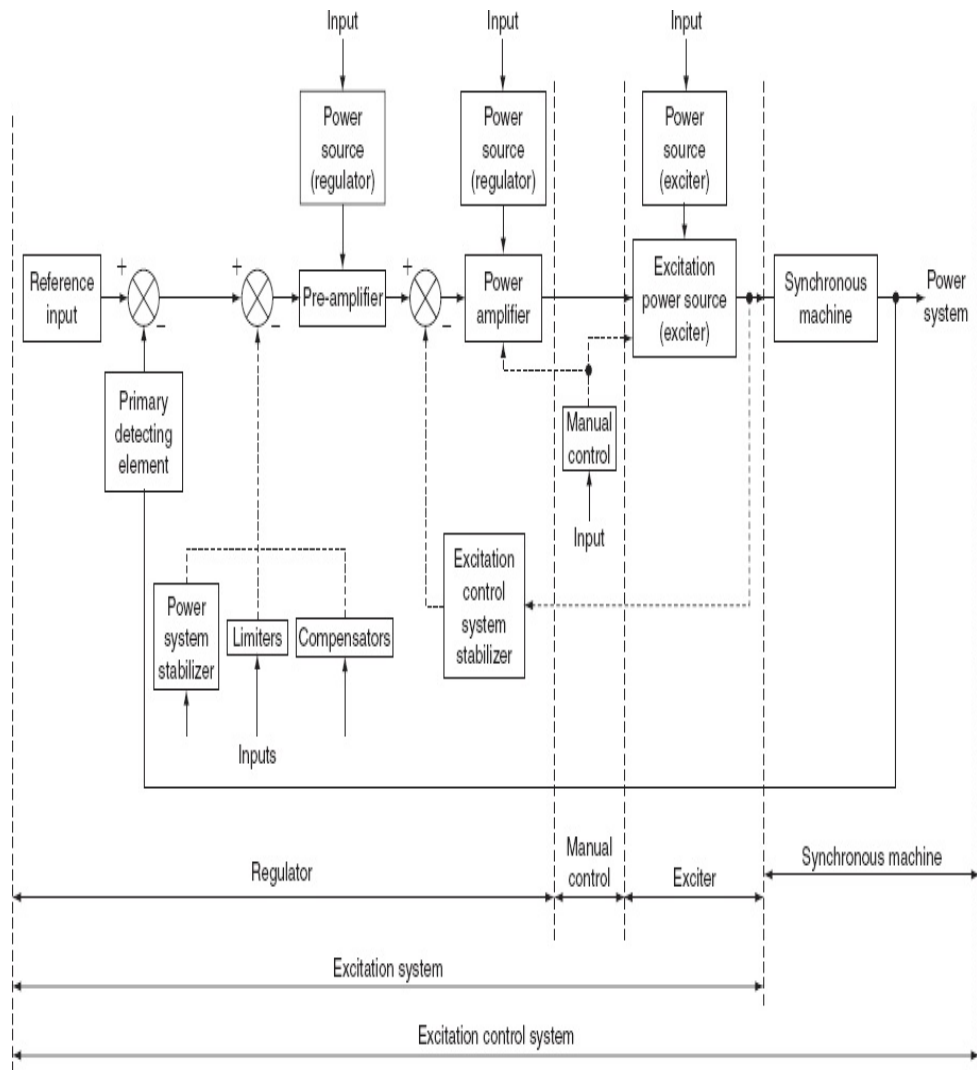 Input
Input
Input
Power
source
(regulator)
Power
source
(regulator)
Power
source
(exciter)
Reference
input
+
−
+
−
Pre-amplifier
+
−
Power
amplifier
Excitation
power source
(exciter)
Synchronous
machine
Power
system
Primary
detecting
element
Manual
control
Input
Excitation
control
system
stabilizer
Power
system
stabilizer
Limiters
Compensators
Inputs
Regulator
Manual
control
Exciter
Synchronous machine
Excitation system
Excitation control system